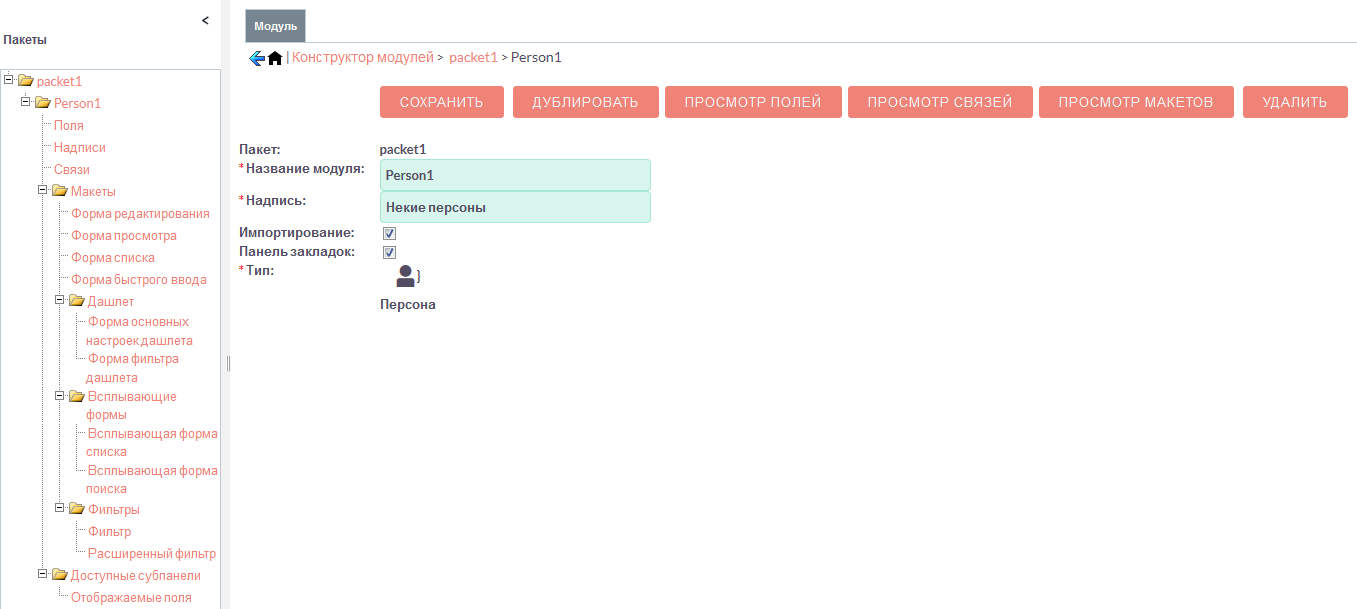 <
Пакеты
packet1
Person1
Поля
Надписи
Связи
Макеты
Форма редактирования
Форма просмотра
Форма списка
Форма быстрого ввода
Дашлет
Форма основных
настроек дашлета
Форма фильтра
дашлета
Всплывающие
формы
Всплывающая форма
списка
Всплывающая форма
поиска
Фильтры
Фильтр
Расширенный фильтр
Доступные субпанели
Отображаемые поля
Модуль
| Конструктор модулей > packet1 > Person1
СОХРАНИТЬ ДУБЛИРОВАТЬ ПРОСМОТР ПОЛЕЙ ПРОСМОТР СВЯЗЕЙ ПРОСМОТР МАКЕТОВ УДАЛИТЬ
Пакет: packet1
*Название модуля: Person1
*Надпись: Некие персоны
Импортирование:
Панель закладок:
*Тип: }
Персона